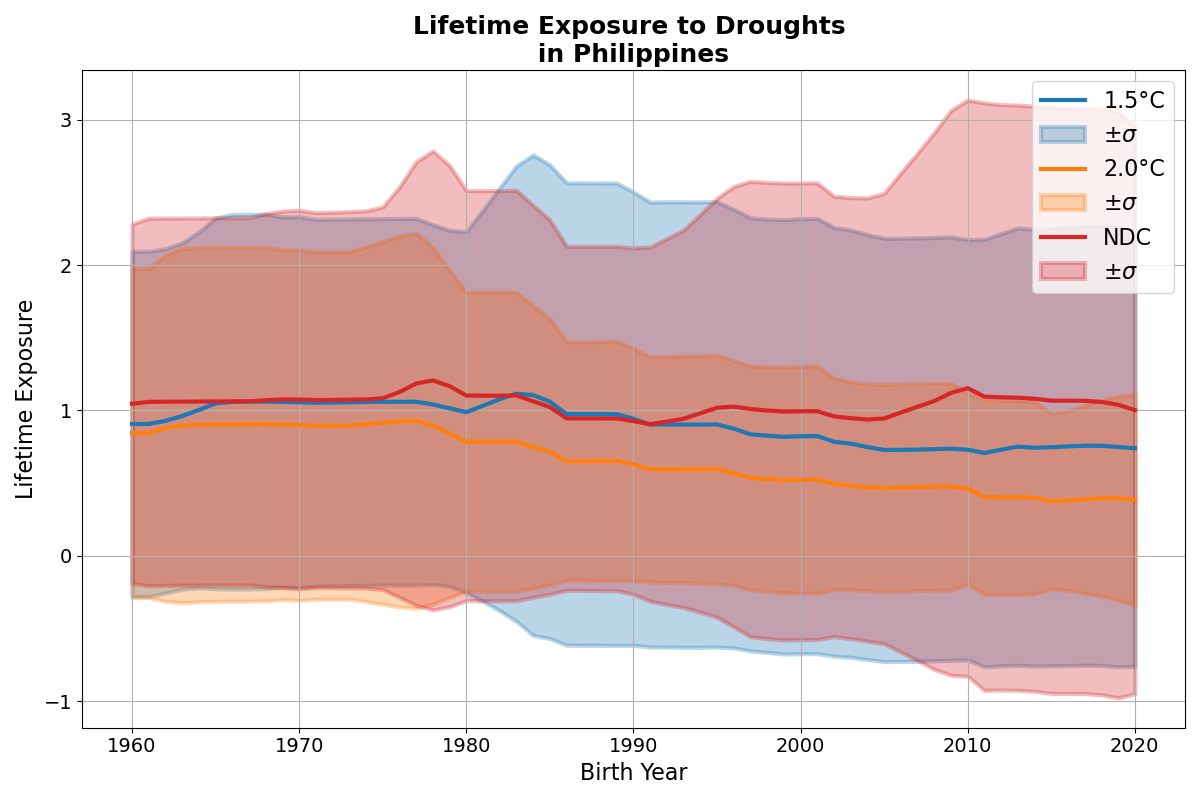 Lifetime Exposure to Droughts
in Philippines
Lifetime Exposure
3
2
1
0
−1
1960
1970
1980
1990
2000
2010
2020
Birth Year
1.5°C
±σ
2.0°C
±σ
NDC
±σ